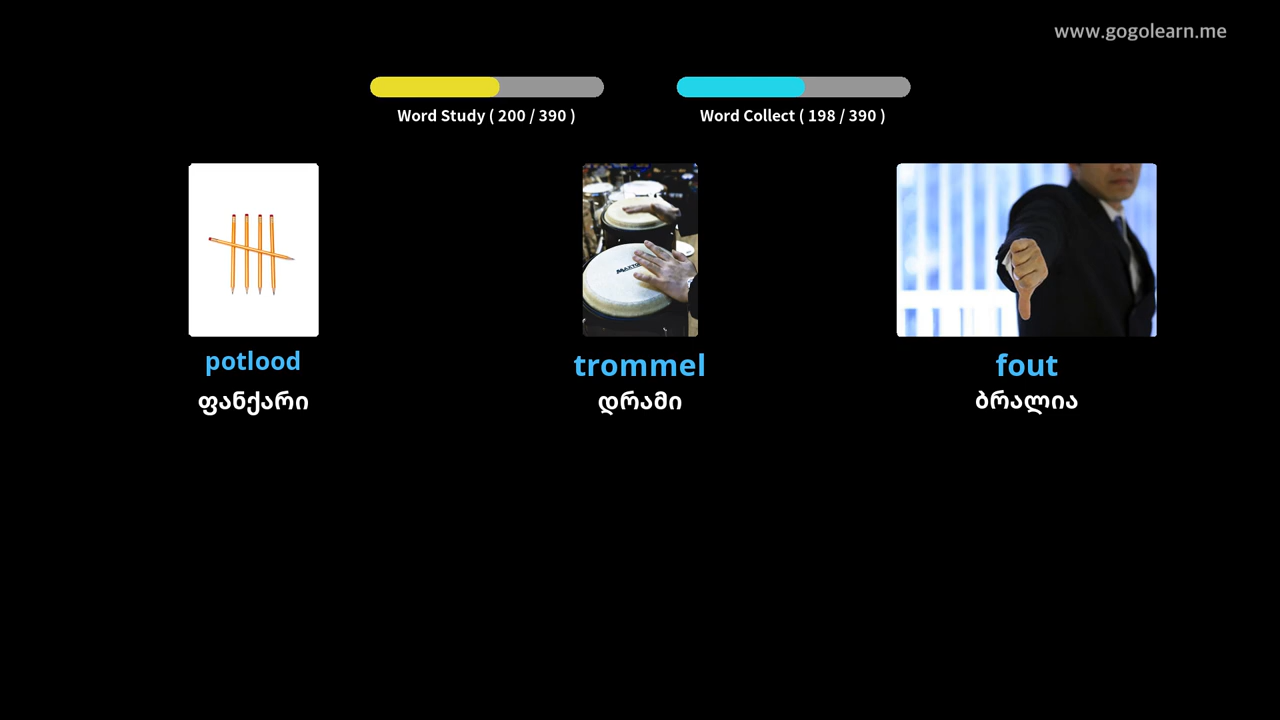 www.gogolearn.me
Word Study ( 200 / 390 )
Word Collect ( 198 / 390 )
potlood
trommel
fout
ფანქარი
დრამი
ბრალია